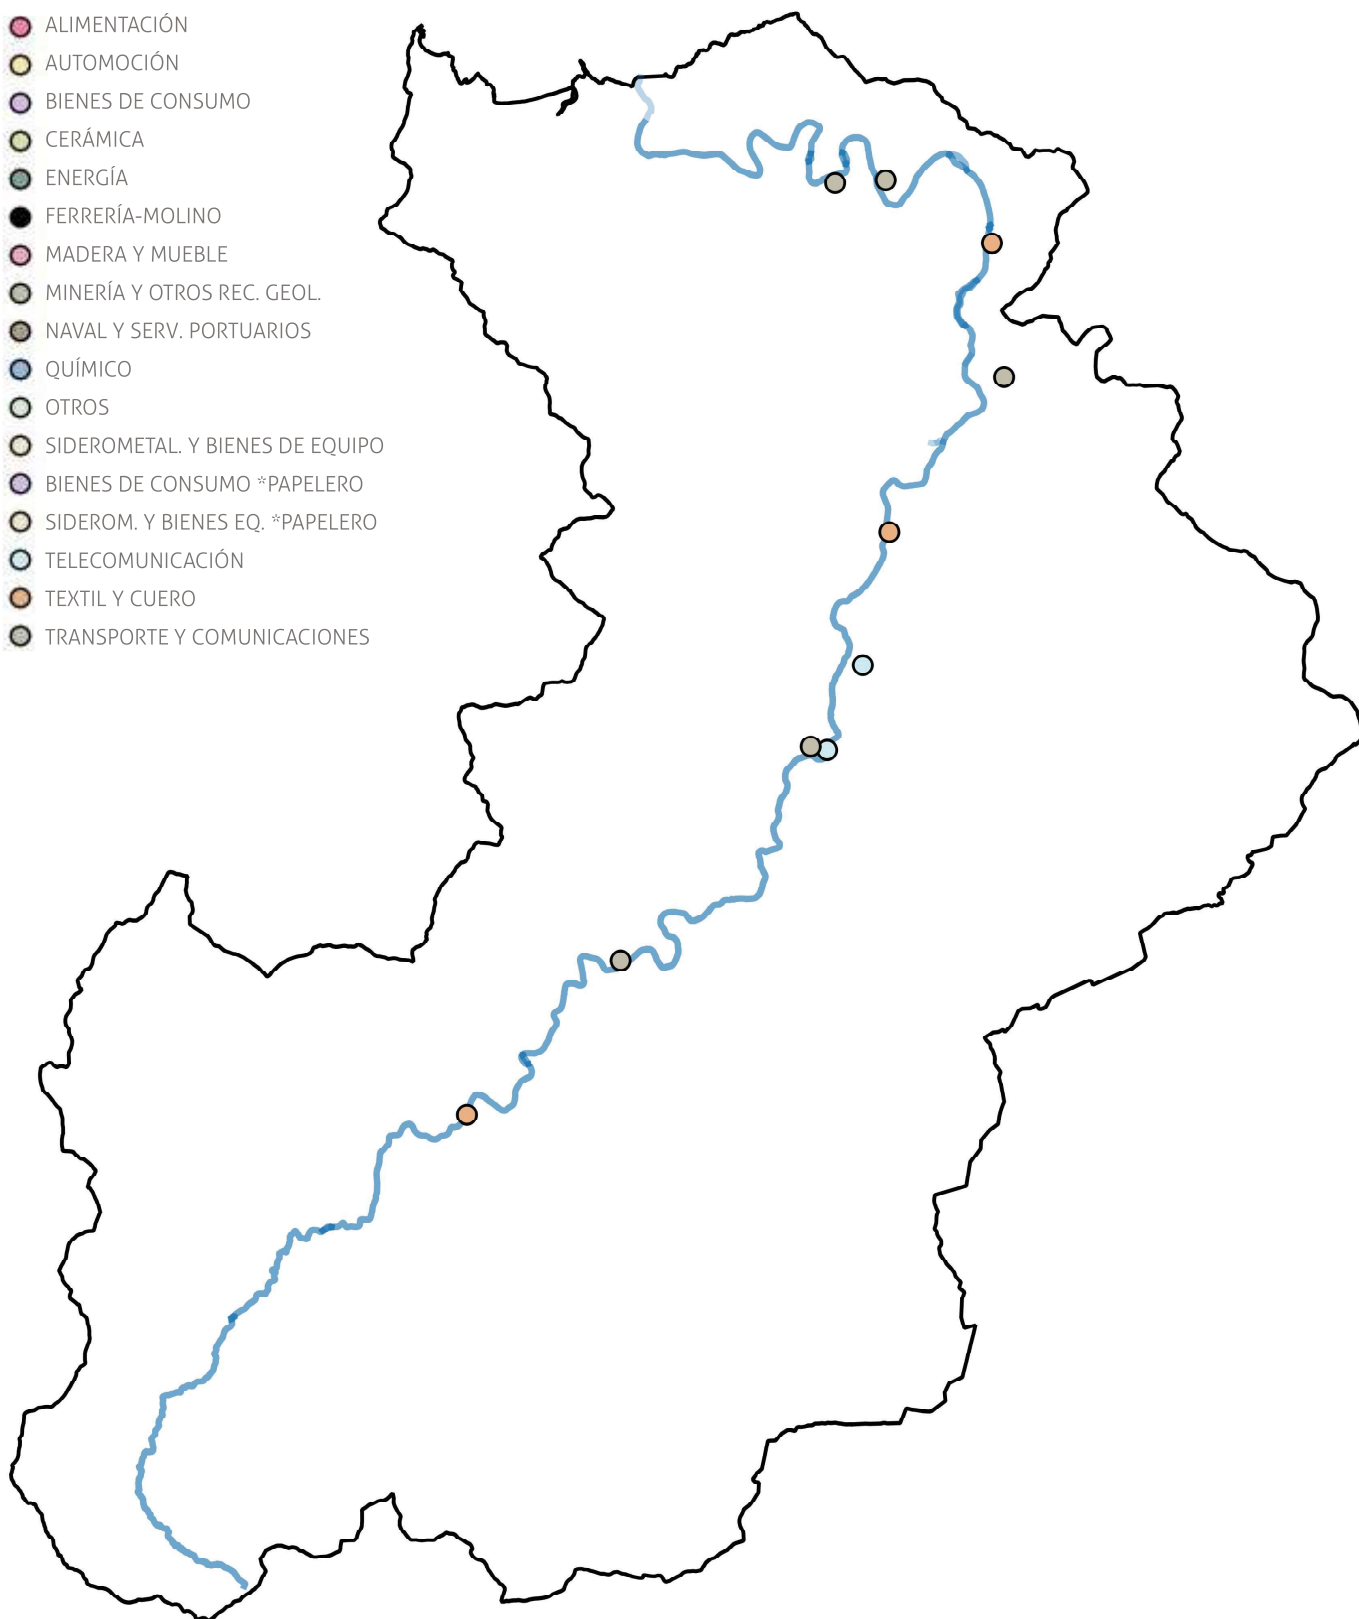 ALIMENTACIÓN
AUTOMOCIÓN
BIENES DE CONSUMO
CERÁMICA
ENERGÍA
FERRERÍA-MOLINO
MADERA Y MUEBLE
MINERÍA Y OTROS REC. GEOL.
NAVAL Y SERV. PORTUARIOS
QUÍMICO
OTROS
SIDEROMETAL. Y BIENES DE EQUIPO
BIENES DE CONSUMO *PAPELERO
SIDEROM. Y BIENES EQ. *PAPELERO
TELECOMUNICACIÓN
TEXTIL Y CUERO
TRANSPORTE Y COMUNICACIONES